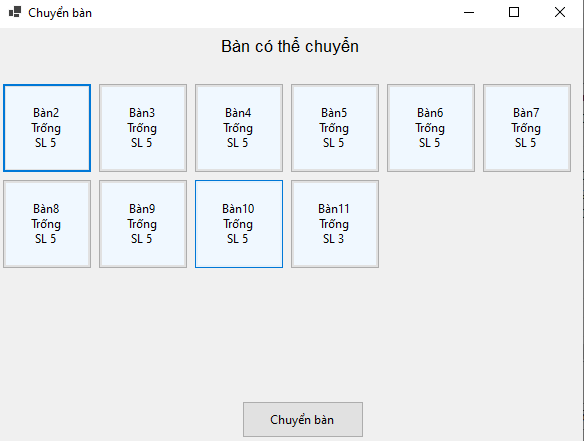 Chuyển bàn
Bàn có thể chuyển
Bàn2
Trống
SL 5
Bàn3
Trống
SL 5
Bàn4
Trống
SL 5
Bàn5
Trống
SL 5
Bàn6
Trống
SL 5
Bàn7
Trống
SL 5
Bàn8
Trống
SL 5
Bàn9
Trống
SL 5
Bàn10
Trống
SL 5
Bàn11
Trống
SL 3
Chuyển bàn